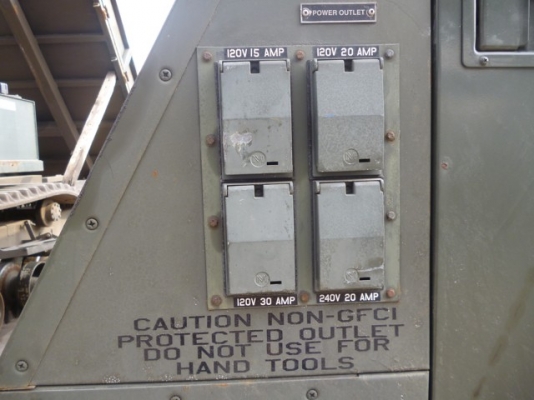 POWER OUTLET
120V 15 AMP
120V 20 AMP
120V 30 AMP
240V 20 AMP
CAUTION NON-GFCI
PROTECTED OUTLET
DO NOT USE FOR
HAND TOOLS